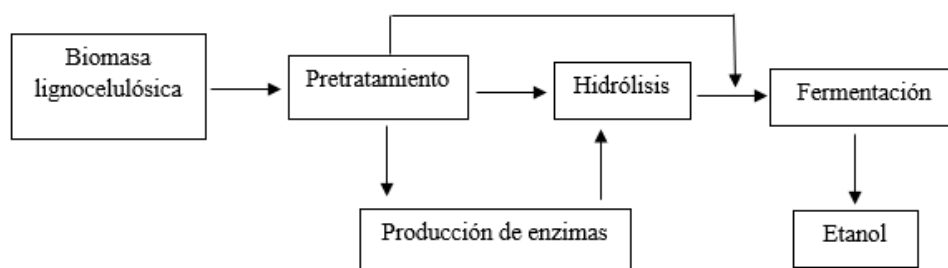 Biomasa
lignocelulósica
Pretratamiento
Hidrólisis
Fermentación
Producción de enzimas
Etanol